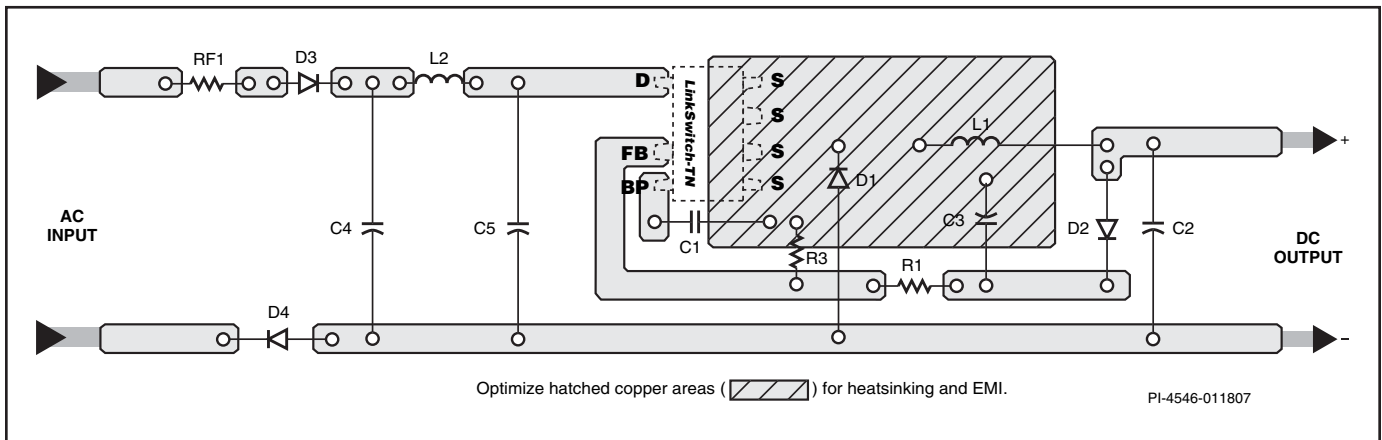 RF1
D3
L2
D
S
S
LinkSwitch-TN
L1
+
FB
S
BP
S
D1
AC
INPUT
C4
C5
C1
R3
C3
D2
C2
DC
OUTPUT
R1
D4
–
Optimize hatched copper areas ( ) for heatsinking and EMI.
PI-4546-011807